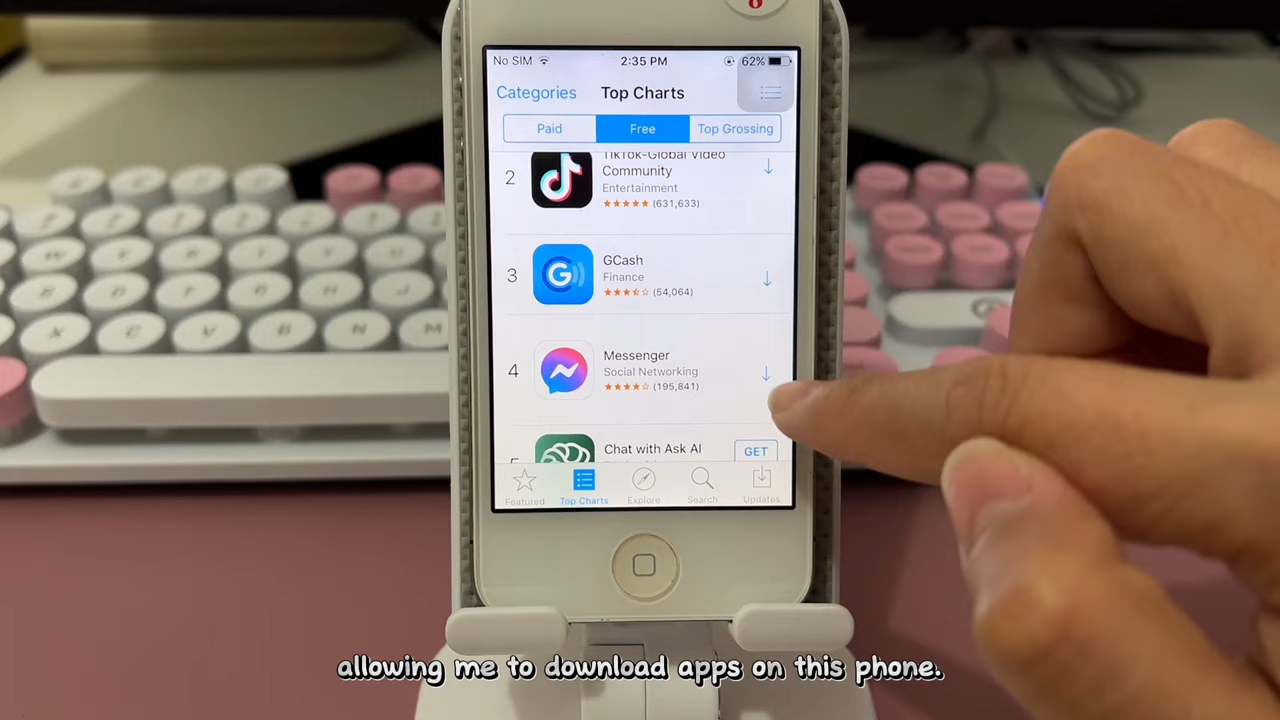 No SIM 2:35 PM 62%
Categories Top Charts
Paid Free Top Grossing
2
TikTok-Global Video
Community
Entertainment
★★★★★ (631,633)
3
GCash
Finance
(54,064)
4
Messenger
Social Networking
(195,841)
Chat with Ask AI
GET
Featured Top Charts Explore Search Updates
W
X C V B N M
allowing me to download apps on this phone.